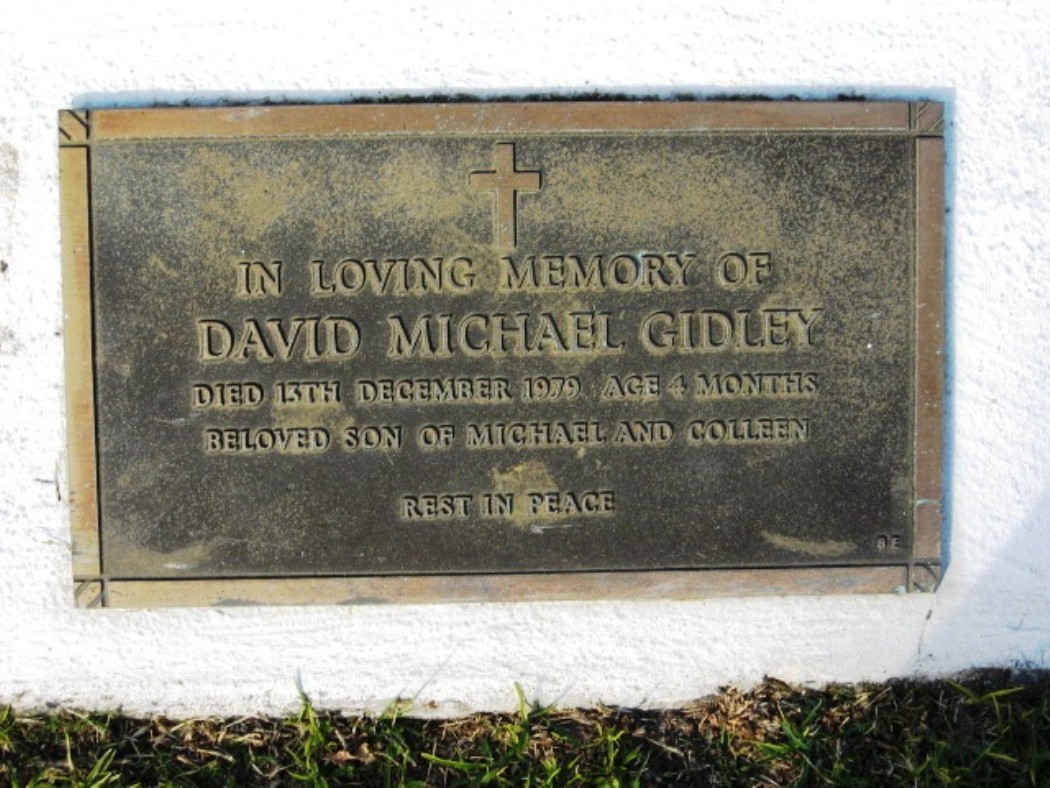 IN LOVING MEMORY OF
DAVID MICHAEL GIDLEY
DIED 13TH DECEMBER 1979 AGE 4 MONTHS
BELOVED SON OF MICHAEL AND COLLEEN
REST IN PEACE